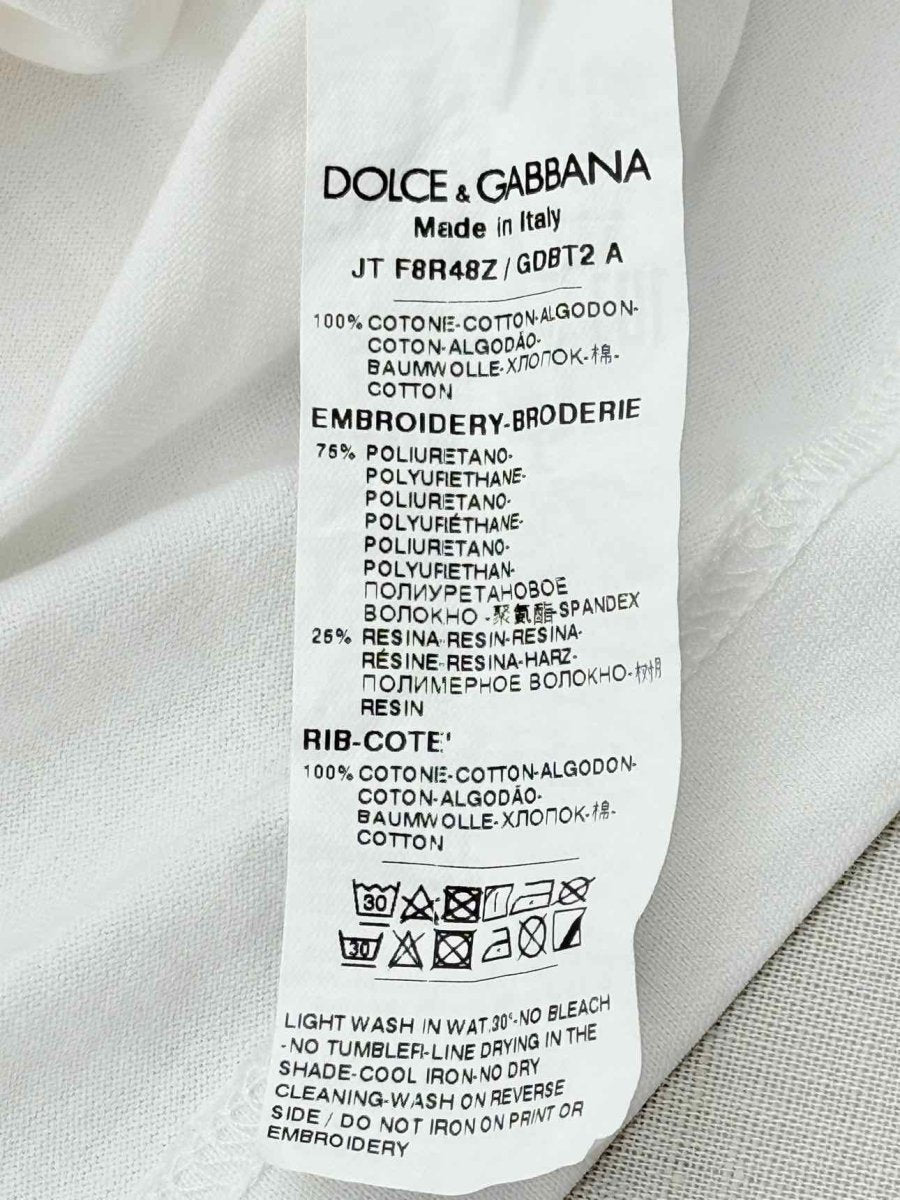 DOLCE & GABBANA
Made in Italy
JT F8R48Z / GDBT2 A
100% COTONE-COTTON-ALGODON-
COTON-ALGODÃO-
BAUMWOLLE-ХЛОПОК-棉-
COTTON
EMBROIDERY-BRODERIE
75% POLIURETANO-
POLYURETHANE-
POLIURETANO-
POLYURÉTHANE-
POLIURETANO-
POLYURETHAN-
ПОЛИУРЕТАНОВОЕ
ВОЛОКНО-聚氨酯-SPANDEX
25% RESINA-RESIN-RESINA-
RÉSINE-RESINA-HARZ-
ПОЛИМЕРНОЕ ВОЛОКНО-树脂
RESIN
RIB-COTE'
100% COTONE-COTTON-ALGODON-
COTON-ALGODÃO-
BAUMWOLLE-ХЛОПОК-棉-
COTTON
30
30
LIGHT WASH IN WAT.30°-NO BLEACH
-NO TUMBLER-LINE DRYING IN THE
SHADE-COOL IRON-NO DRY
CLEANING-WASH ON REVERSE
SIDE / DO NOT IRON ON PRINT OR
EMBROIDERY